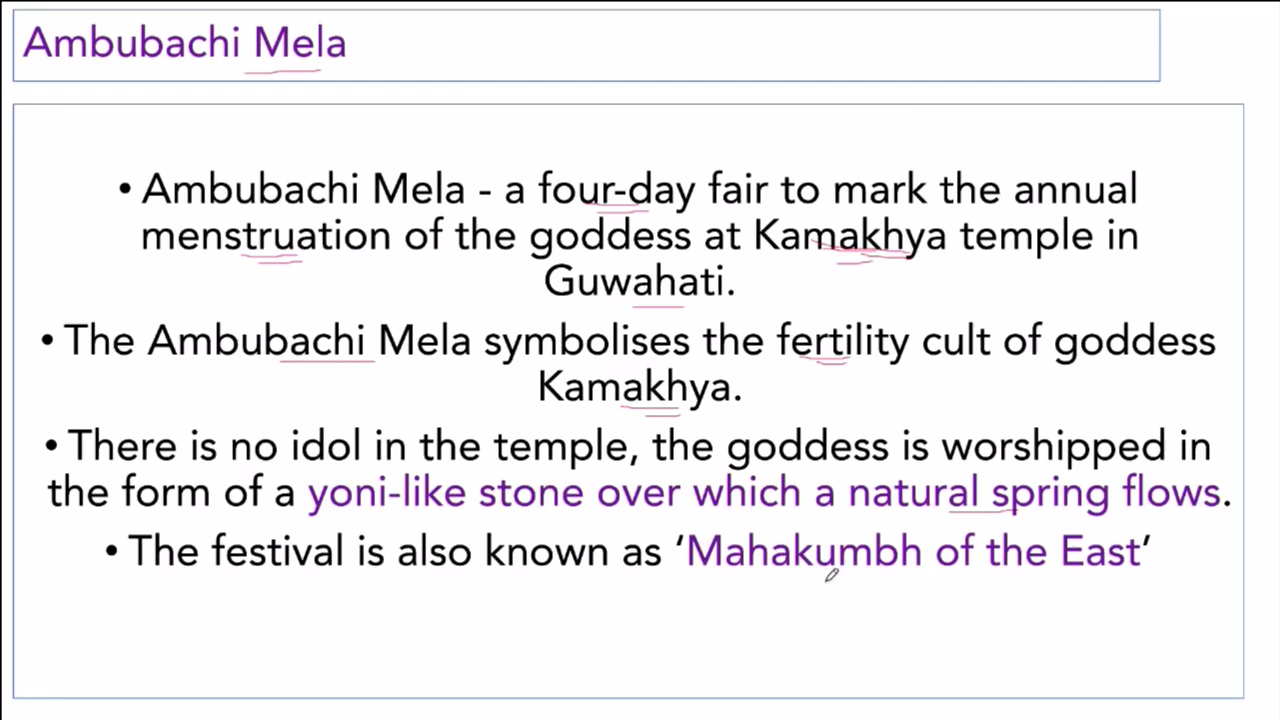 Ambubachi Mela
• Ambubachi Mela - a four-day fair to mark the annual
menstruation of the goddess at Kamakhya temple in
Guwahati.
• The Ambubachi Mela symbolises the fertility cult of goddess
Kamakhya.
• There is no idol in the temple, the goddess is worshipped in
the form of a yoni-like stone over which a natural spring flows.
• The festival is also known as ‘Mahakumbh of the East’